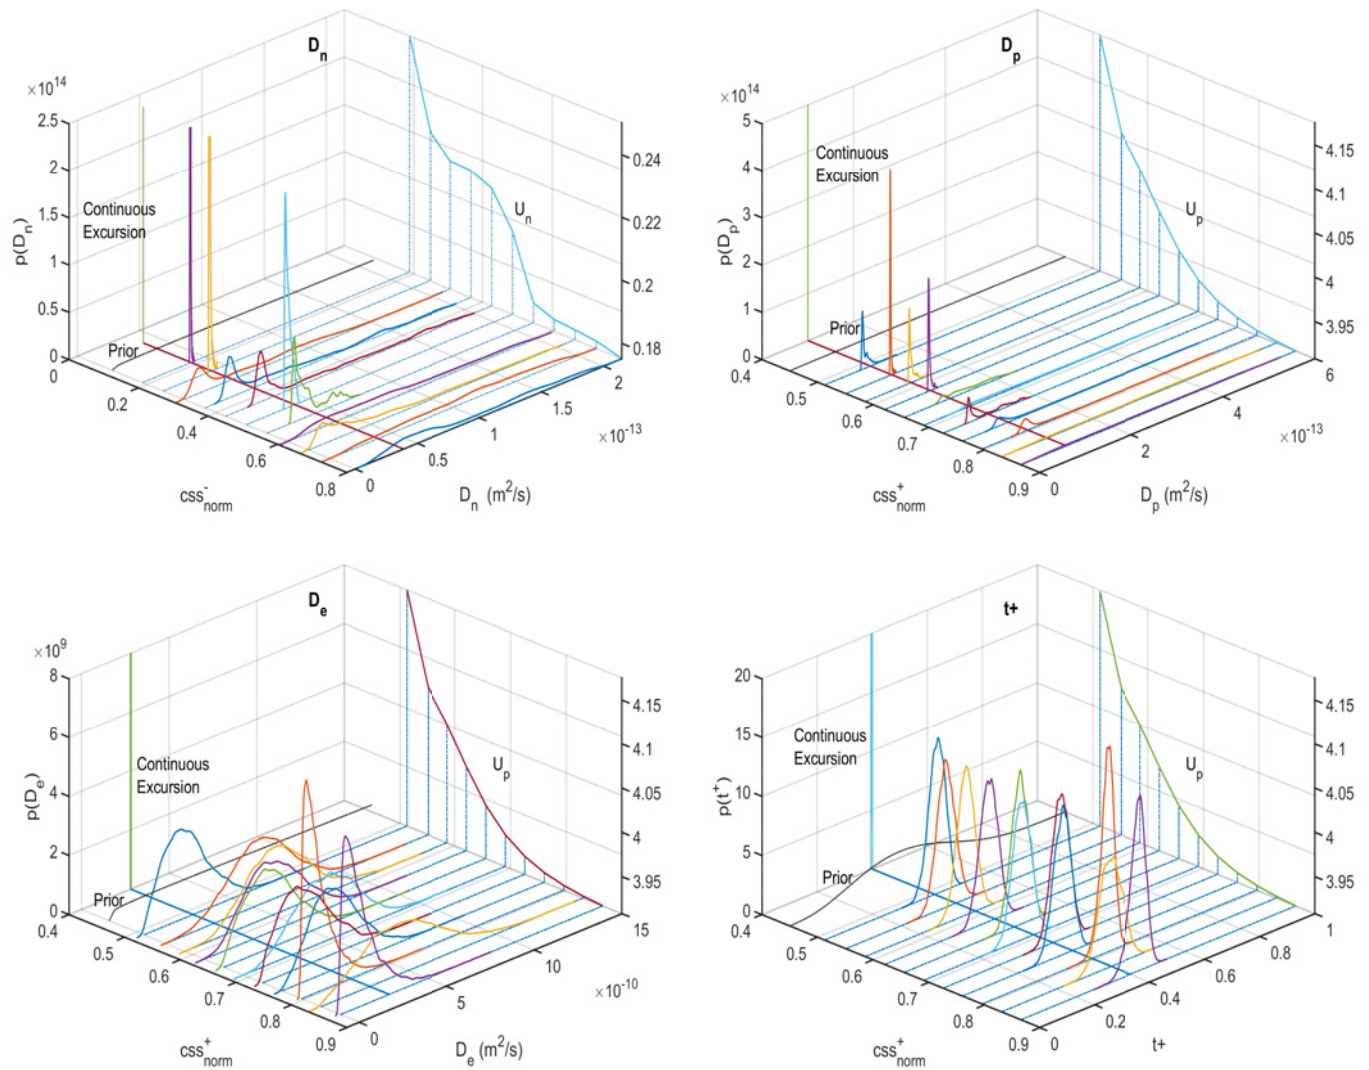 D_n
×10^14
2.5
2
1.5
1
0.5
0
p(D_n)
Continuous
Excursion
Prior
U_n
0.24
0.22
0.2
0.18
0
0.2
0.4
0.6
0.8
css^-_norm
0
0.5
1
1.5
2
×10^-13
D_n (m^2/s)
D_p
×10^14
5
4
3
2
1
0
p(D_p)
Continuous
Excursion
Prior
U_p
4.15
4.1
4.05
4
3.95
0.4
0.5
0.6
0.7
0.8
0.9
css^+_norm
0
2
4
6
×10^-13
D_p (m^2/s)
D_e
×10^9
8
6
4
2
0
p(D_e)
Continuous
Excursion
Prior
U_p
4.15
4.1
4.05
4
3.95
0.4
0.5
0.6
0.7
0.8
0.9
css^+_norm
0
5
10
15
×10^-10
D_e (m^2/s)
t+
20
15
10
5
0
p(t^+)
Continuous
Excursion
Prior
U_p
4.15
4.1
4.05
4
3.95
0.4
0.5
0.6
0.7
0.8
0.9
css^+_norm
0
0.2
0.4
0.6
0.8
1
t+